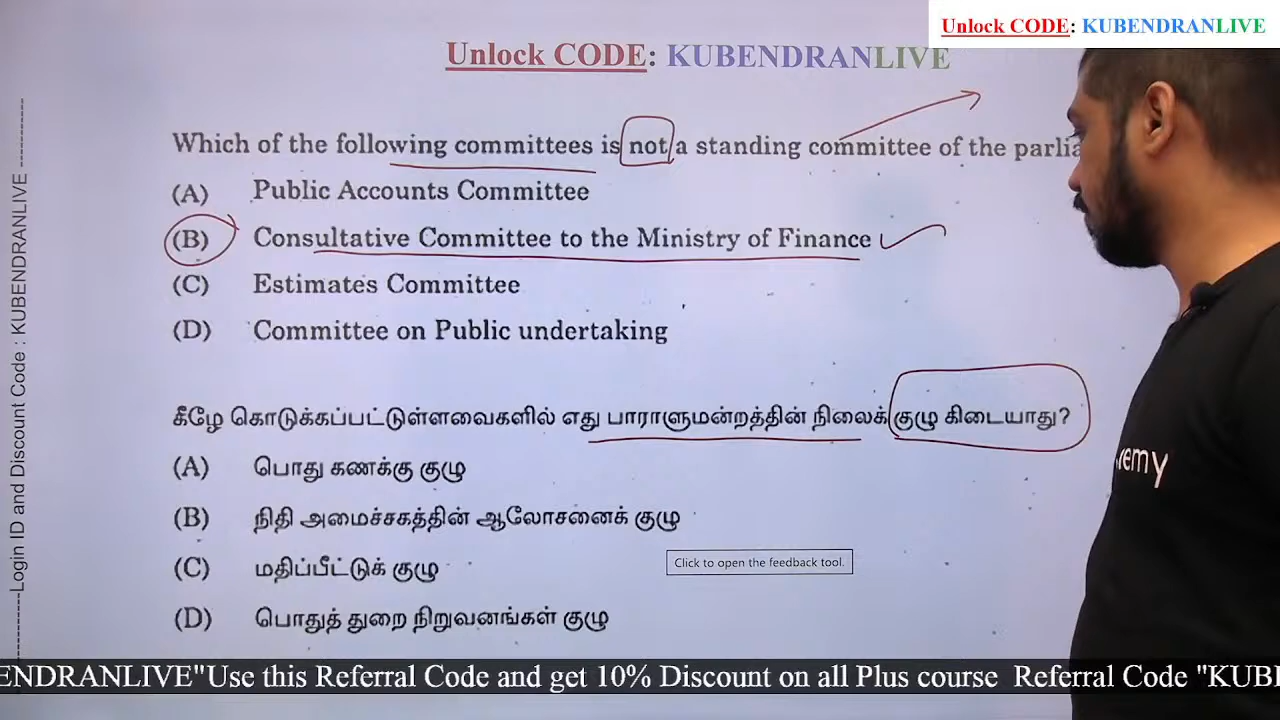 Unlock CODE: KUBENDRANLIVE
Unlock CODE: KUBENDRANLIVE
Which of the following committees is not a standing committee of the parlia
(A) Public Accounts Committee
(B) Consultative Committee to the Ministry of Finance
(C) Estimates Committee
(D) Committee on Public undertaking
கீழே கொடுக்கப்பட்டுள்ளவைகளில் எது பாராளுமன்றத்தின் நிலைக் குழு கிடையாது?
(A) பொது கணக்கு குழு
(B) நிதி அமைச்சகத்தின் ஆலோசனைக் குழு
(C) மதிப்பீட்டுக் குழு
(D) பொதுத் துறை நிறுவனங்கள் குழு
Click to open the feedback tool.
emy
Login ID and Discount Code : KUBENDRANLIVE
ENDRANLIVE"Use this Referral Code and get 10% Discount on all Plus course Referral Code "KUB